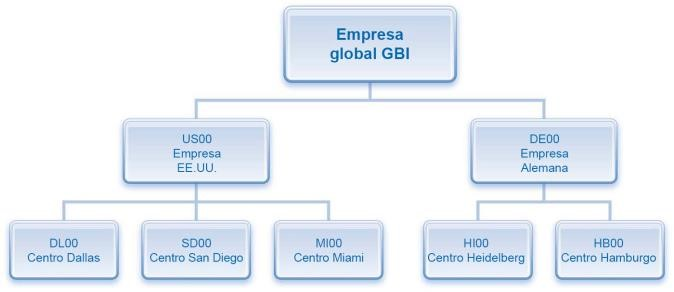 Empresa
global GBI
US00
Empresa
EE.UU.
DE00
Empresa
Alemana
DL00
Centro Dallas
SD00
Centro San Diego
MI00
Centro Miami
HI00
Centro Heidelberg
HB00
Centro Hamburgo